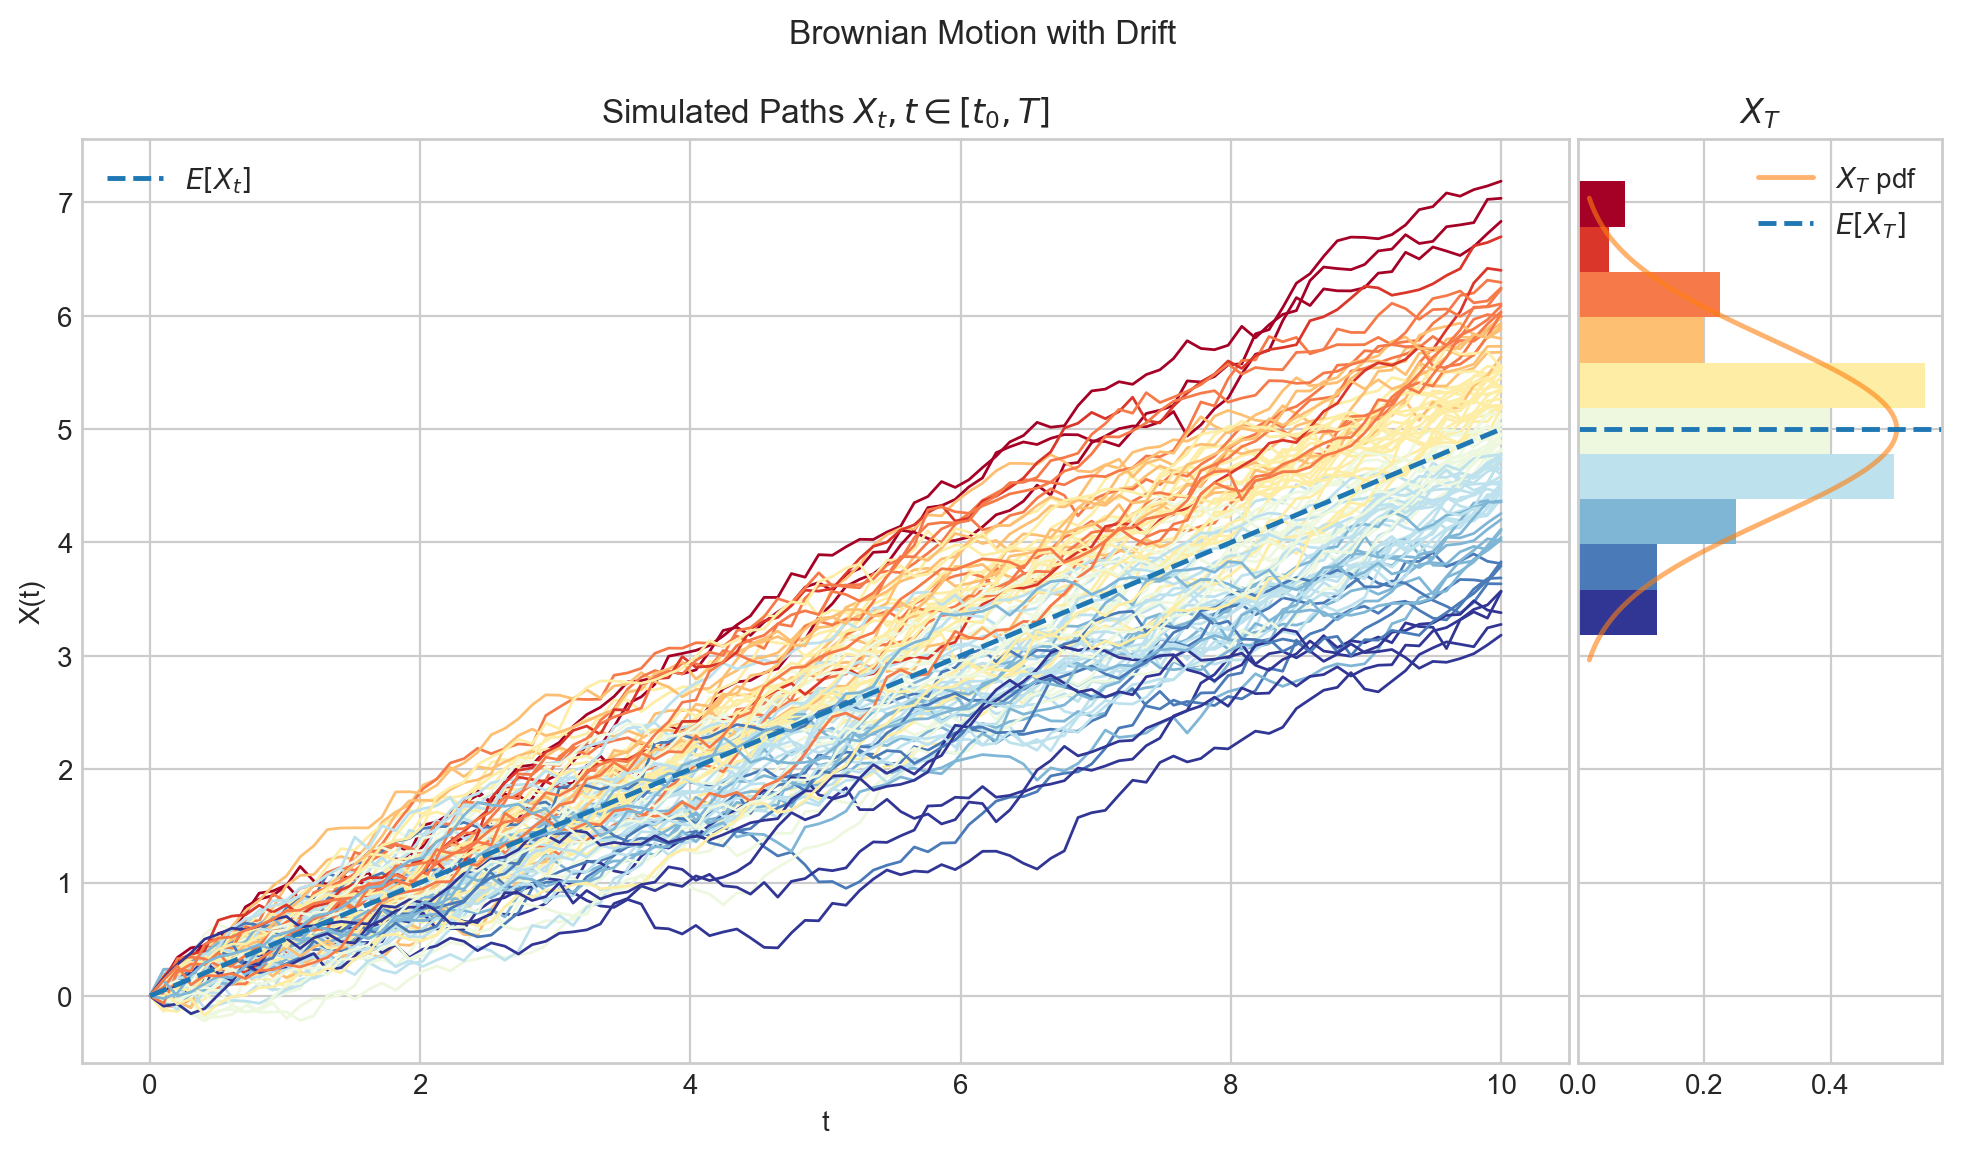 Brownian Motion with Drift
Simulated Paths $X_t, t \in [t_0, T]$
$X_T$
$E[X_t]$
$X_T$ pdf
$E[X_T]$
X(t)
7
6
5
4
3
2
1
0
0 2 4 6 8 10
0.0 0.2 0.4
t